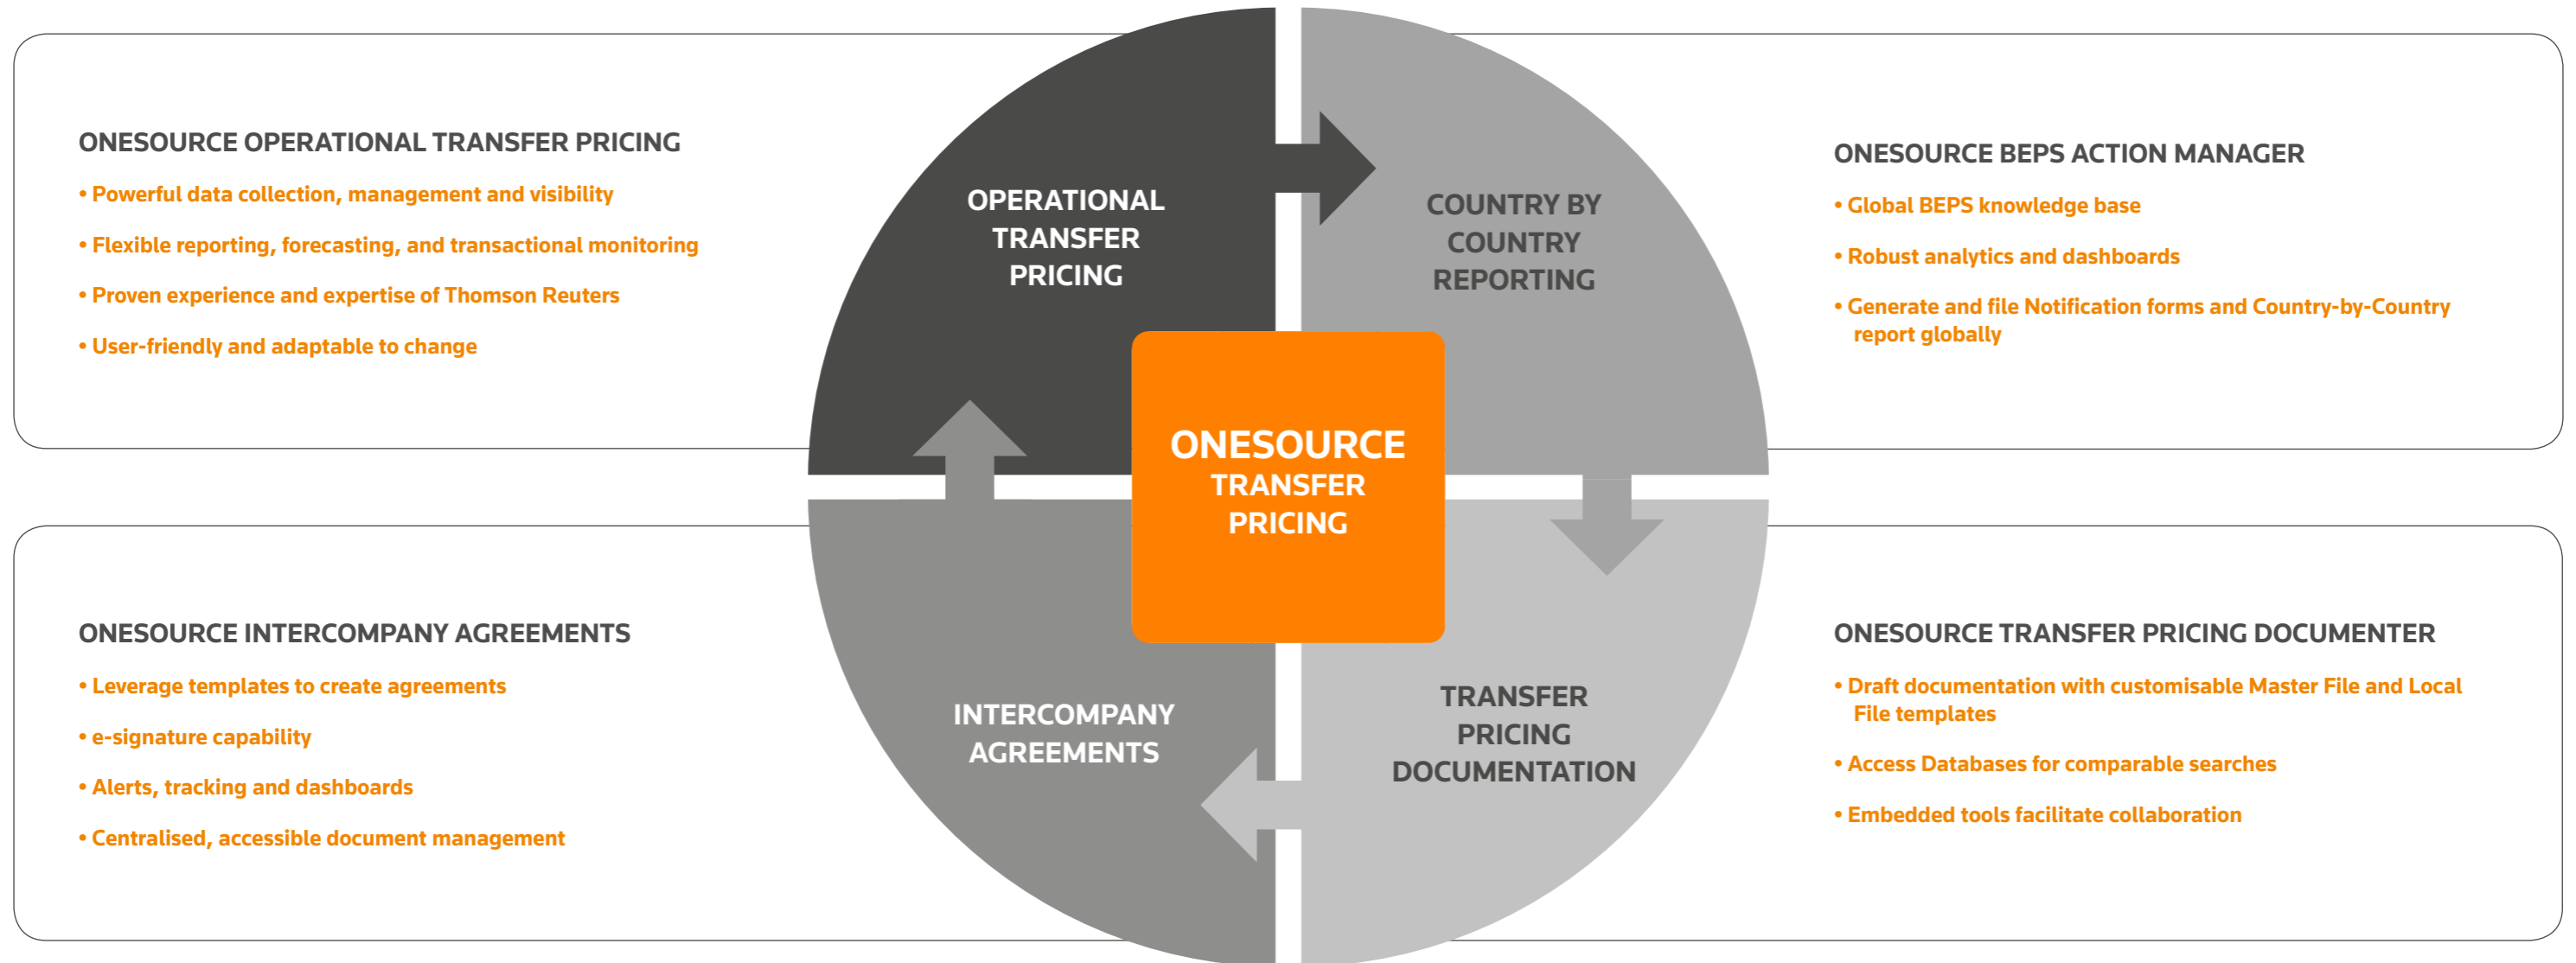 ONESOURCE OPERATIONAL TRANSFER PRICING
• Powerful data collection, management and visibility
• Flexible reporting, forecasting, and transactional monitoring
• Proven experience and expertise of Thomson Reuters
• User-friendly and adaptable to change
OPERATIONAL
TRANSFER
PRICING
COUNTRY BY
COUNTRY
REPORTING
ONESOURCE BEPS ACTION MANAGER
• Global BEPS knowledge base
• Robust analytics and dashboards
• Generate and file Notification forms and Country-by-Country
report globally
ONESOURCE
TRANSFER
PRICING
ONESOURCE INTERCOMPANY AGREEMENTS
• Leverage templates to create agreements
• e-signature capability
• Alerts, tracking and dashboards
• Centralised, accessible document management
INTERCOMPANY
AGREEMENTS
TRANSFER
PRICING
DOCUMENTATION
ONESOURCE TRANSFER PRICING DOCUMENTER
• Draft documentation with customisable Master File and Local
File templates
• Access Databases for comparable searches
• Embedded tools facilitate collaboration